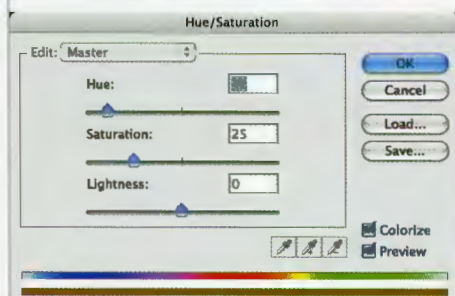 Hue/Saturation
Edit: Master
OK
Hue:
Cancel
Saturation: 25
Load...
Save...
Lightness: 0
Colorize
Preview